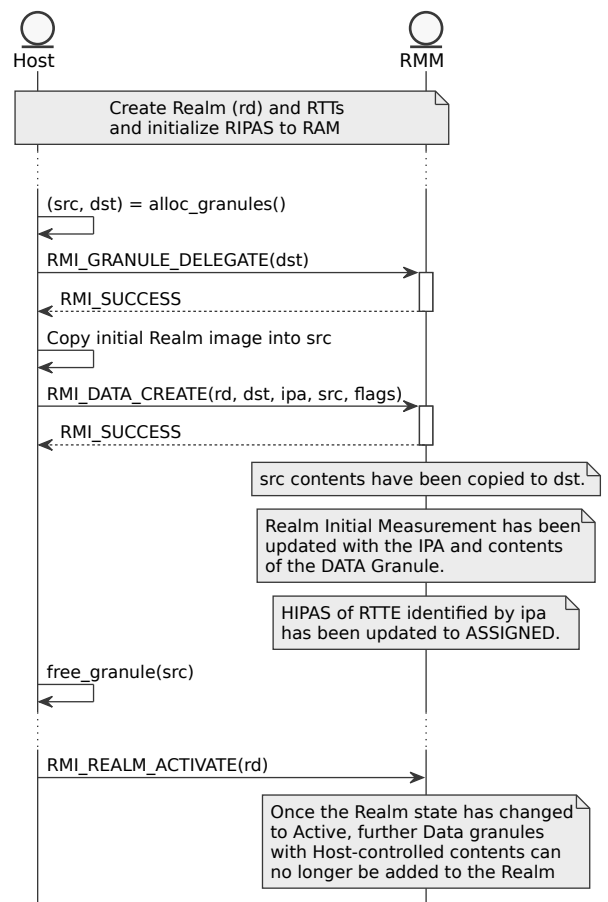 Host
RMM
Create Realm (rd) and RTTs
and initialize RIPAS to RAM
(src, dst) = alloc_granules()
RMI_GRANULE_DELEGATE(dst)
RMI_SUCCESS
Copy initial Realm image into src
RMI_DATA_CREATE(rd, dst, ipa, src, flags)
RMI_SUCCESS
src contents have been copied to dst.
Realm Initial Measurement has been
updated with the IPA and contents
of the DATA Granule.
HIPAS of RTTE identified by ipa
has been updated to ASSIGNED.
free_granule(src)
RMI_REALM_ACTIVATE(rd)
Once the Realm state has changed
to Active, further Data granules
with Host-controlled contents can
no longer be added to the Realm